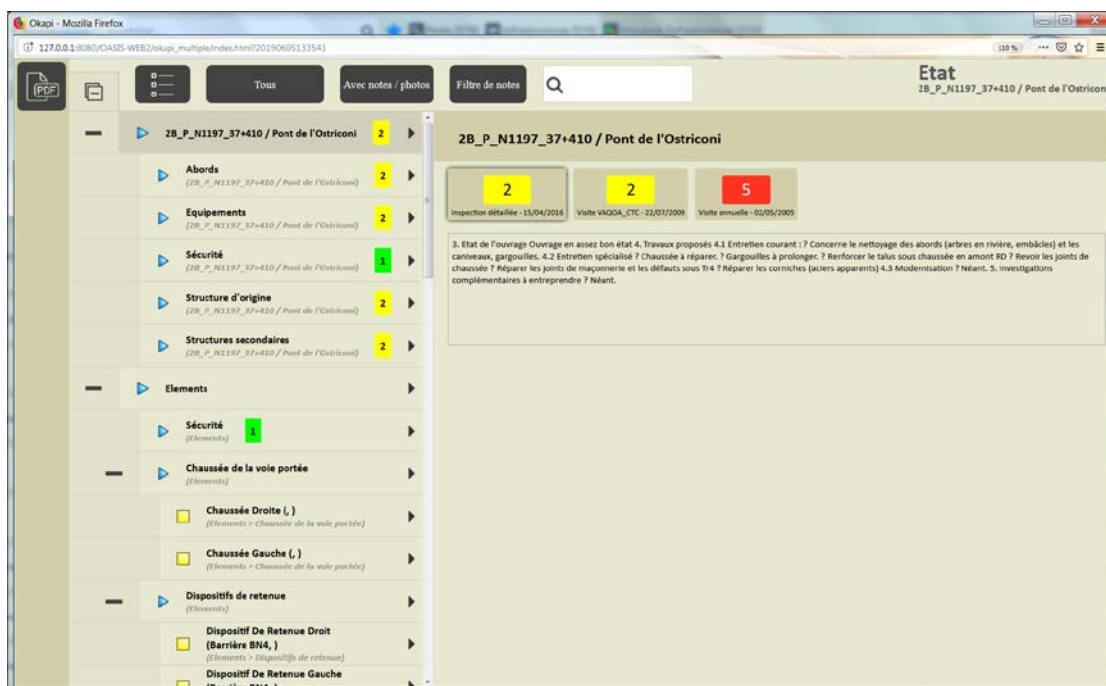 Okapi - Mozilla Firefox
127.0.0.1:8080/OASIS-WEB2/okapi_multiple/index.html?20190605133541
110 %
PDF
Tous
Avec notes / photos
Filtre de notes
Etat
2B_P_N1197_37+410 / Pont de l'Ostricon
2B_P_N1197_37+410 / Pont de l'Ostriconi 2
Abords 2
(2B_P_N1197_37+410 / Pont de l'Ostriconi)
Equipements 2
(2B_P_N1197_37+410 / Pont de l'Ostriconi)
Sécurité 1
(2B_P_N1197_37+410 / Pont de l'Ostriconi)
Structure d'origine 2
(2B_P_N1197_37+410 / Pont de l'Ostriconi)
Structures secondaires 2
(2B_P_N1197_37+410 / Pont de l'Ostriconi)
Elements
Sécurité 1
(Elements)
Chaussée de la voie portée
(Elements)
Chaussée Droite (, )
(Elements > Chaussée de la voie portée)
Chaussée Gauche (, )
(Elements > Chaussée de la voie portée)
Dispositifs de retenue
(Elements)
Dispositif De Retenue Droit
(Barrière BN4, )
(Elements > Dispositifs de retenue)
Dispositif De Retenue Gauche
2B_P_N1197_37+410 / Pont de l'Ostriconi
2 2 5
Inspection détaillée - 15/04/2016 Visite VAQOA_CTC - 22/07/2009 Visite annuelle - 02/05/2005
3. Etat de l'ouvrage Ouvrage en assez bon état 4. Travaux proposés 4.1 Entretien courant : ? Concerne le nettoyage des abords (arbres en rivière, embâcles) et les
caniveaux, gargouilles. 4.2 Entretien spécialisé ? Chaussée à réparer. ? Gargouilles à prolonger. ? Renforcer le talus sous chaussée en amont RD ? Revoir les joints de
chaussée ? Réparer les joints de maçonnerie et les défauts sous Tr4 ? Réparer les corniches (aciers apparents) 4.3 Modernisation ? Néant. 5. Investigations
complémentaires à entreprendre ? Néant.